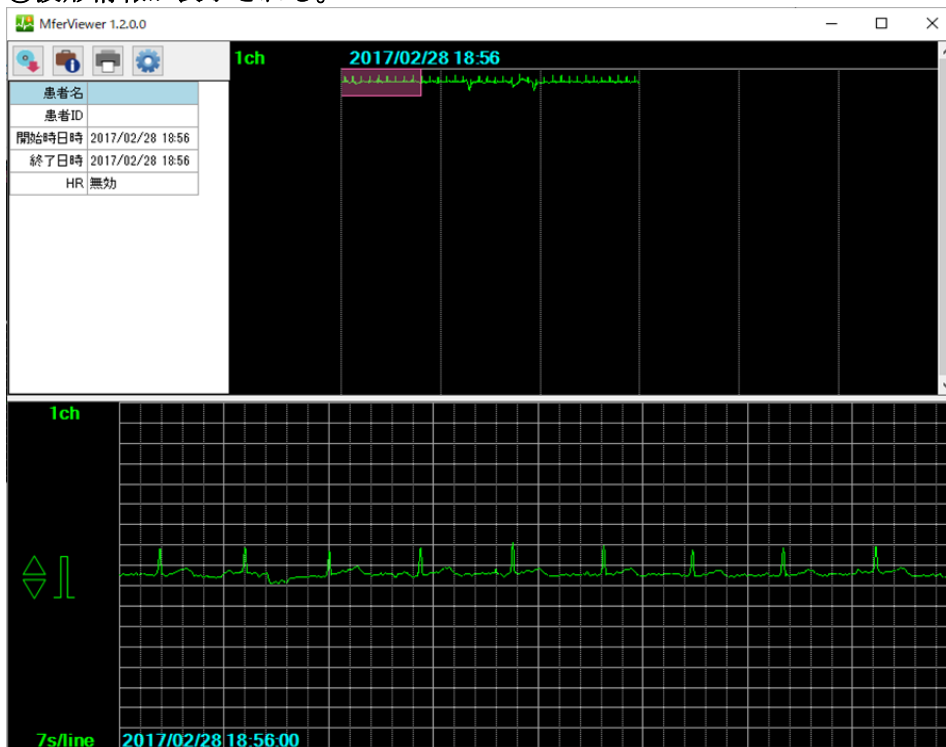 MferViewer 1.2.0.0
1ch 2017/02/28 18:56
患者名
患者ID
開始時日時 2017/02/28 18:56
終了日時 2017/02/28 18:56
HR 無効
1ch
7s/line 2017/02/28 18:56:00